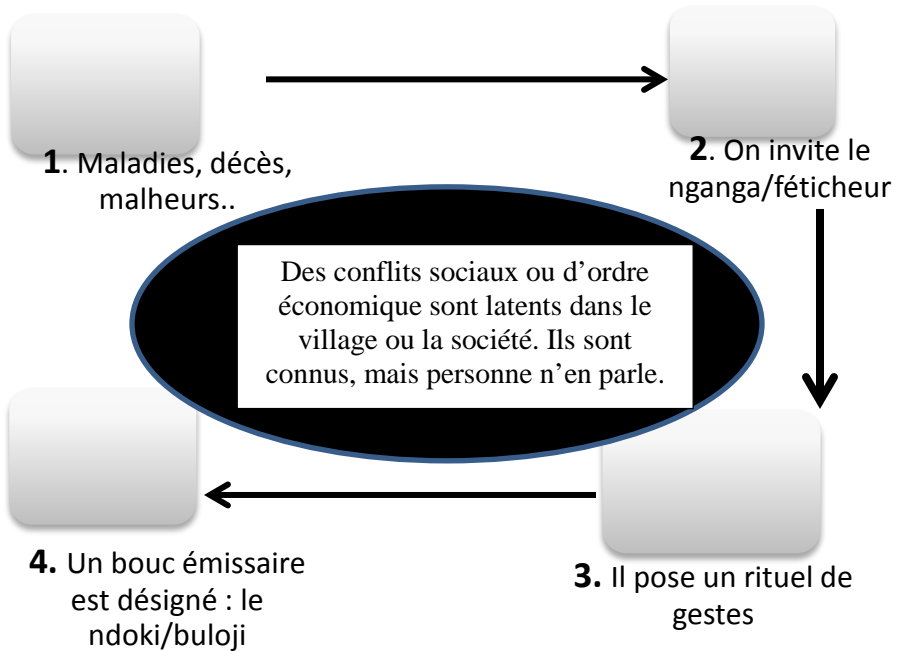 1. Maladies, décès,
malheurs..
2. On invite le
nganga/féticheur
Des conflits sociaux ou d’ordre
économique sont latents dans le
village ou la société. Ils sont
connus, mais personne n’en parle.
3. Il pose un rituel de
gestes
4. Un bouc émissaire
est désigné : le
ndoki/buloji